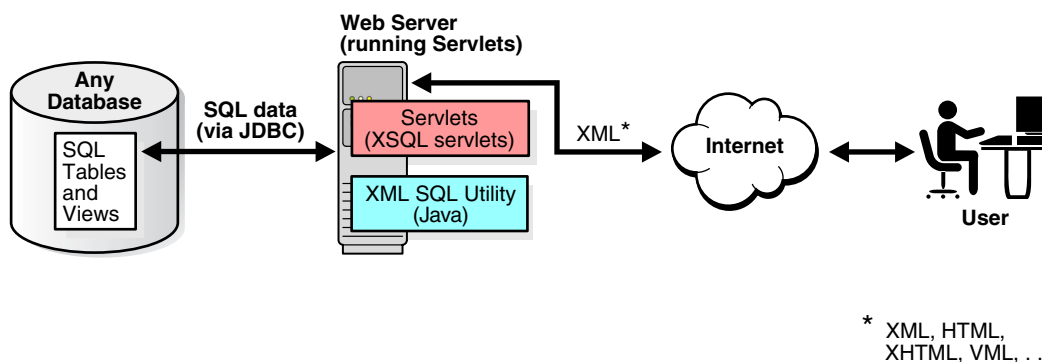 Web Server
(running Servlets)
Any
Database
SQL data
(via JDBC)
SQL
Tables
and
Views
Servlets
(XSQL servlets)
XML SQL Utility
(Java)
XML*
Internet
User
* XML, HTML,
XHTML, VML, . .